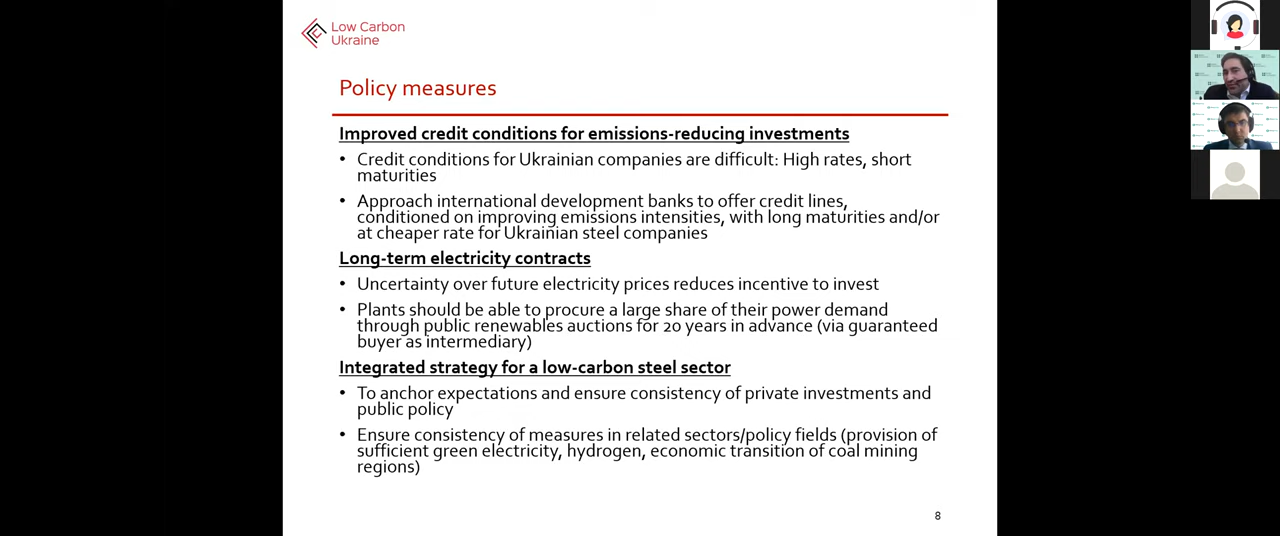 Low Carbon
Ukraine
Policy measures
Improved credit conditions for emissions-reducing investments
• Credit conditions for Ukrainian companies are difficult: High rates, short
maturities
• Approach international development banks to offer credit lines,
conditioned on improving emissions intensities, with long maturities and/or
at cheaper rate for Ukrainian steel companies
Long-term electricity contracts
• Uncertainty over future electricity prices reduces incentive to invest
• Plants should be able to procure a large share of their power demand
through public renewables auctions for 20 years in advance (via guaranteed
buyer as intermediary)
Integrated strategy for a low-carbon steel sector
• To anchor expectations and ensure consistency of private investments and
public policy
• Ensure consistency of measures in related sectors/policy fields (provision of
sufficient green electricity, hydrogen, economic transition of coal mining
regions)
8